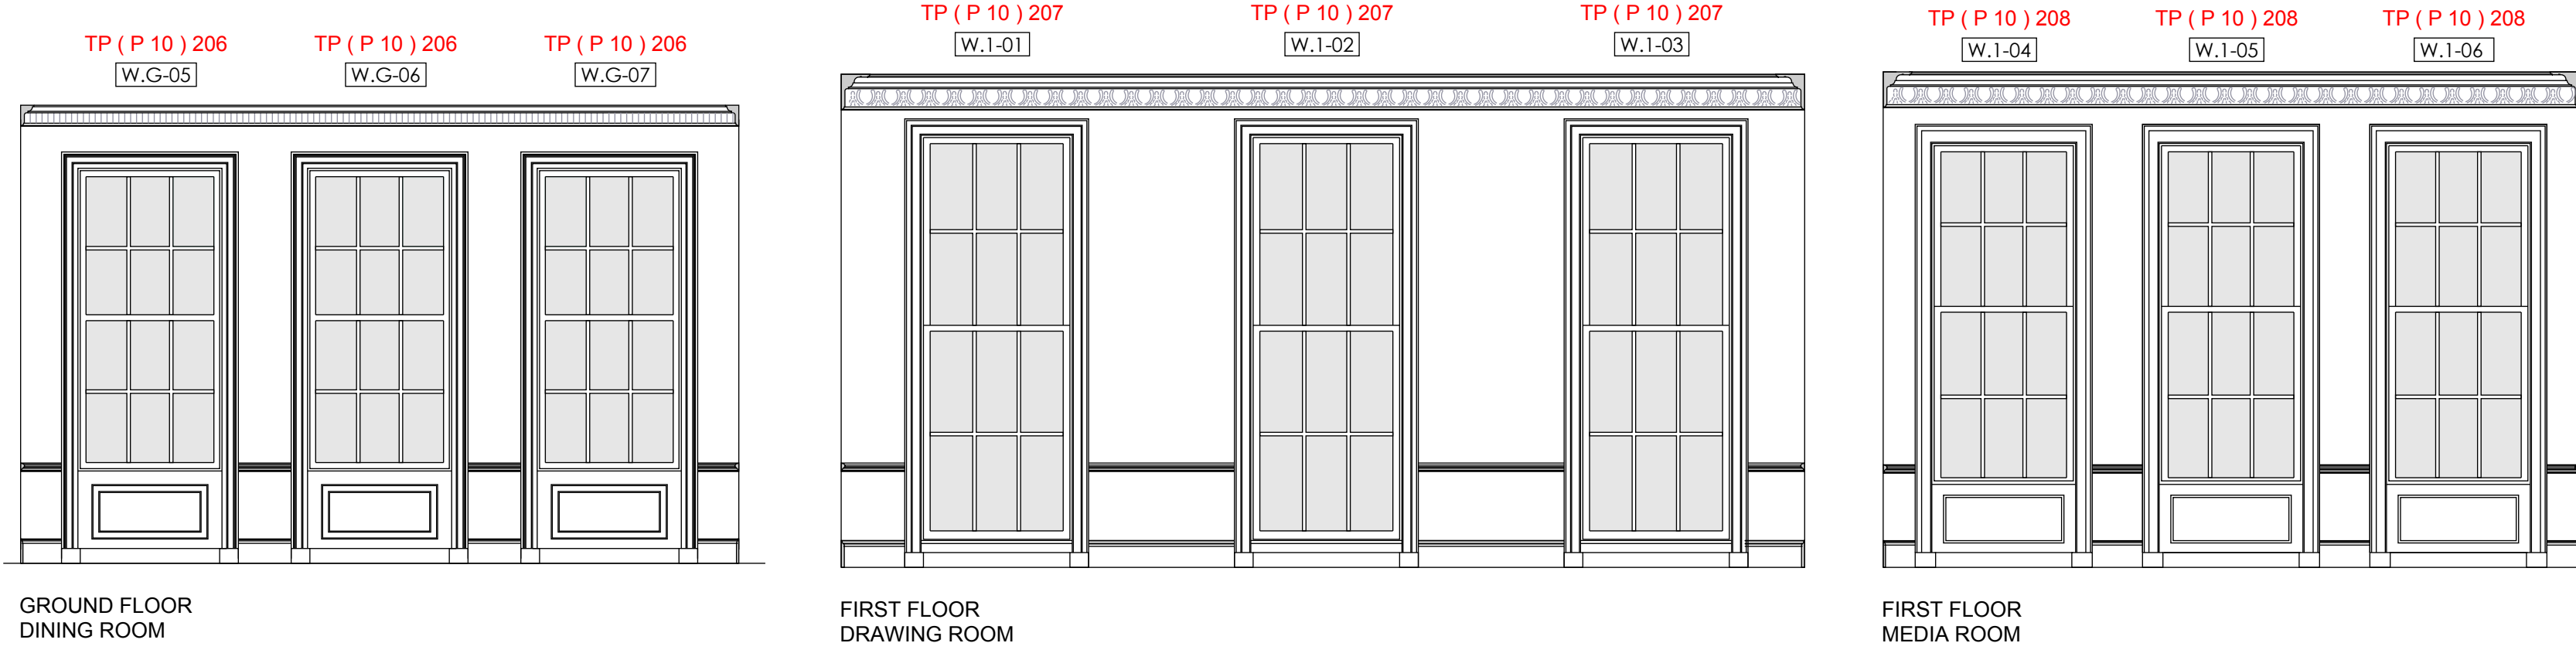 TP ( P 10 ) 206 TP ( P 10 ) 206 TP ( P 10 ) 206
W.G-05 W.G-06 W.G-07
GROUND FLOOR
DINING ROOM
TP ( P 10 ) 207 TP ( P 10 ) 207 TP ( P 10 ) 207
W.1-01 W.1-02 W.1-03
FIRST FLOOR
DRAWING ROOM
TP ( P 10 ) 208 TP ( P 10 ) 208 TP ( P 10 ) 208
W.1-04 W.1-05 W.1-06
FIRST FLOOR
MEDIA ROOM